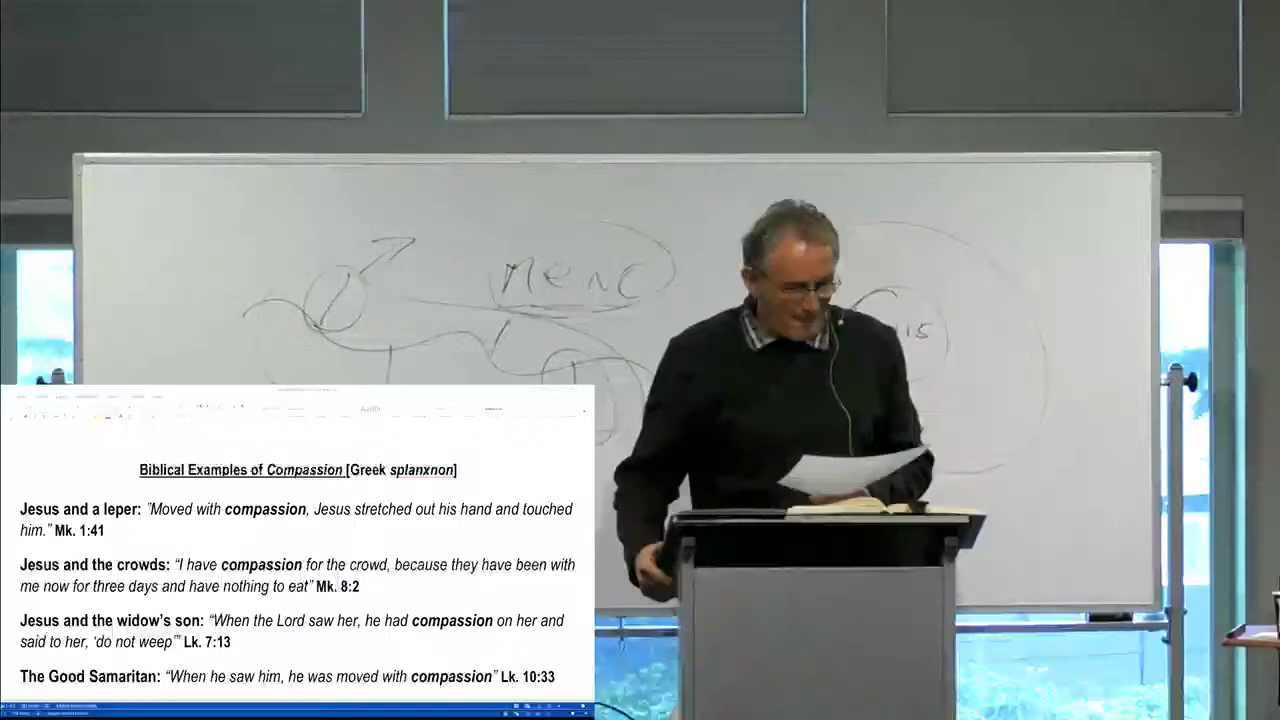 MENE
Biblical Examples of Compassion [Greek splanxnon]
Jesus and a leper: "Moved with compassion, Jesus stretched out his hand and touched
him." Mk. 1:41
Jesus and the crowds: “I have compassion for the crowd, because they have been with
me now for three days and have nothing to eat” Mk. 8:2
Jesus and the widow’s son: “When the Lord saw her, he had compassion on her and
said to her, ‘do not weep’” Lk. 7:13
The Good Samaritan: “When he saw him, he was moved with compassion” Lk. 10:33